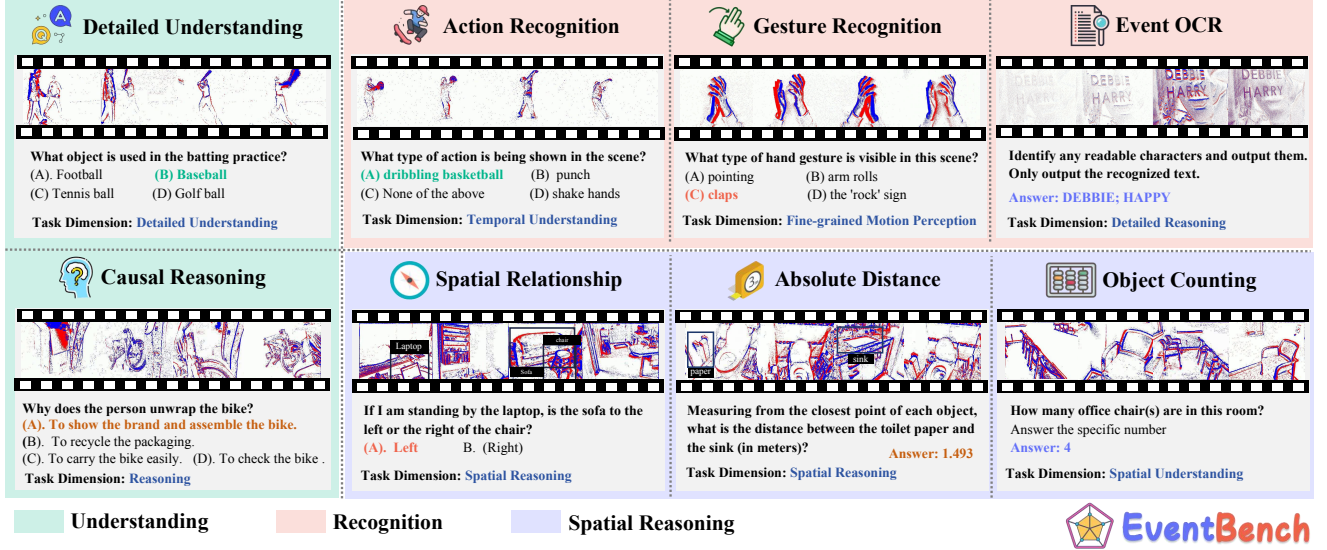 Detailed Understanding
What object is used in the batting practice?
(A). Football (B) Baseball
(C) Tennis ball (D) Golf ball
Task Dimension: Detailed Understanding
Action Recognition
What type of action is being shown in the scene?
(A) dribbling basketball (B) punch
(C) None of the above (D) shake hands
Task Dimension: Temporal Understanding
Gesture Recognition
What type of hand gesture is visible in this scene?
(A) pointing (B) arm rolls
(C) claps (D) the 'rock' sign
Task Dimension: Fine-grained Motion Perception
Event OCR
DEBBIE DEBBIE DEBBIE DEBBIE
HARRY HARRY HARRY HARRY
Identify any readable characters and output them.
Only output the recognized text.
Answer: DEBBIE; HAPPY
Task Dimension: Detailed Reasoning
Causal Reasoning
Why does the person unwrap the bike?
(A). To show the brand and assemble the bike.
(B). To recycle the packaging.
(C). To carry the bike easily. (D). To check the bike .
Task Dimension: Reasoning
Spatial Relationship
Laptop
chair
Sofa
If I am standing by the laptop, is the sofa to the
left or the right of the chair?
(A). Left B. (Right)
Task Dimension: Spatial Reasoning
Absolute Distance
paper
sink
Measuring from the closest point of each object,
what is the distance between the toilet paper and
the sink (in meters)?
Answer: 1.493
Task Dimension: Spatial Reasoning
Object Counting
How many office chair(s) are in this room?
Answer the specific number
Answer: 4
Task Dimension: Spatial Understanding
Understanding
Recognition
Spatial Reasoning
EventBench